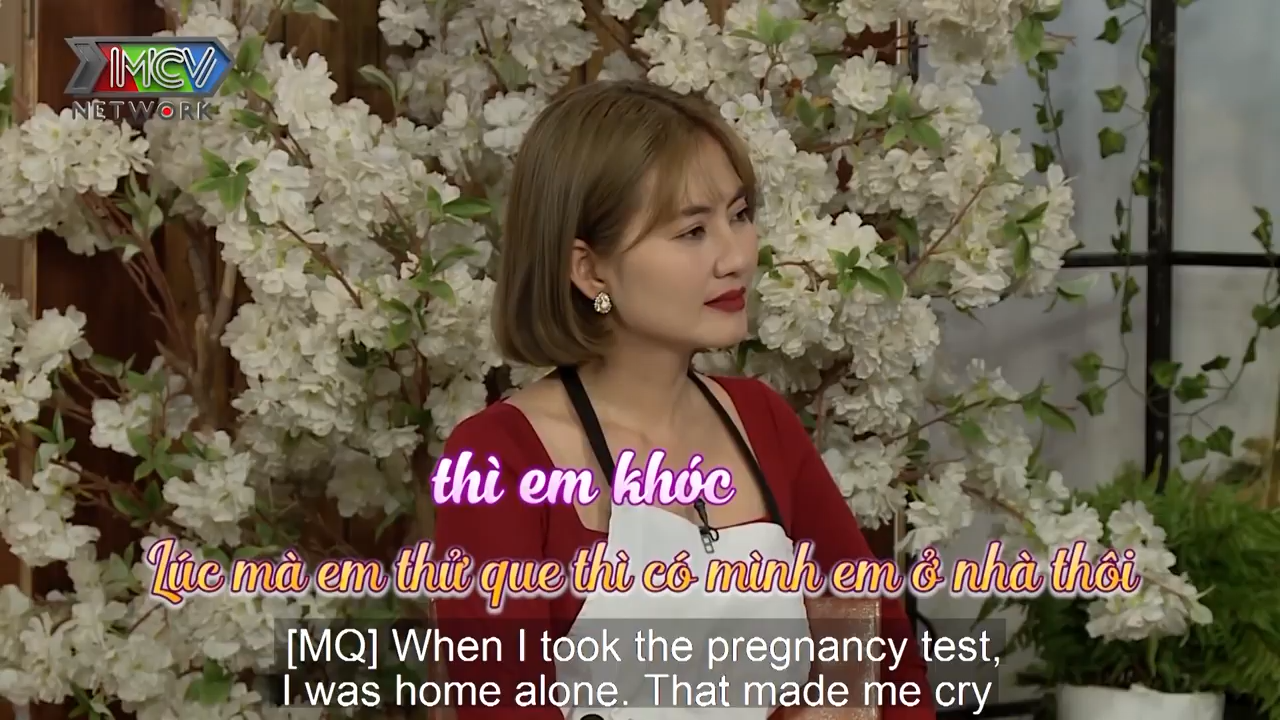 MCV
NETWORK
thì em khóc
Lúc mà em thử que thì có mình em ở nhà thôi
[MQ] When I took the pregnancy test,
I was home alone. That made me cry